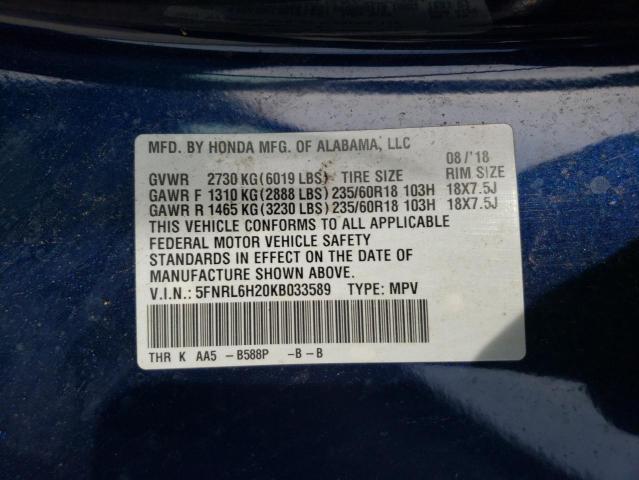 MFD. BY HONDA MFG. OF ALABAMA, LLC 08/'18
GVWR 2730 KG(6019 LBS) TIRE SIZE RIM SIZE
GAWR F 1310 KG(2888 LBS) 235/60R18 103H 18X7.5J
GAWR R 1465 KG(3230 LBS) 235/60R18 103H 18X7.5J
THIS VEHICLE CONFORMS TO ALL APPLICABLE
FEDERAL MOTOR VEHICLE SAFETY
STANDARDS IN EFFECT ON THE DATE OF
MANUFACTURE SHOWN ABOVE.
V.I.N.: 5FNRL6H20KB033589 TYPE: MPV
THR K AA5 -B588P -B-B